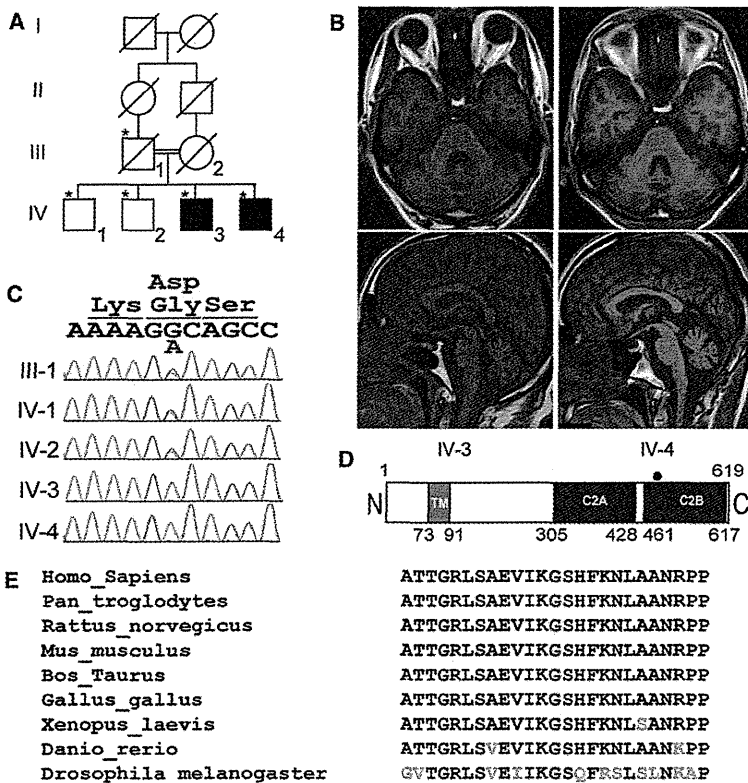 A
I
II
III
IV
*
1
2
* * * *
1 2 3 4
B
IV-3 IV-4
C
Asp
Lys Gly Ser
AAAAGGCAGCC
A
III-1
IV-1
IV-2
IV-3
IV-4
D
1 619
N TM C2A C2B C
73 91 305 428 461 617
E
Homo_Sapiens ATTGRLSAEVIKGSHFKNLAANRPP
Pan_troglodytes ATTGRLSAEVIKGSHFKNLAANRPP
Rattus_norvegicus ATTGRLSAEVIKGSHFKNLAANRPP
Mus_musculus ATTGRLSAEVIKGSHFKNLAANRPP
Bos_Taurus ATTGRLSAEVIKGSHFKNLAANRPP
Gallus_gallus ATTGRLSAEVIKGSHFKNLAANRPP
Xenopus_laevis ATTGRLSAEVIKGSHFKNLSANRPP
Danio_rerio ATTGRLSVEVIKGSHFKNLAANKPP
Drosophila melanogaster GVTGRLSVEIIKGSQFRSLSLNKAP